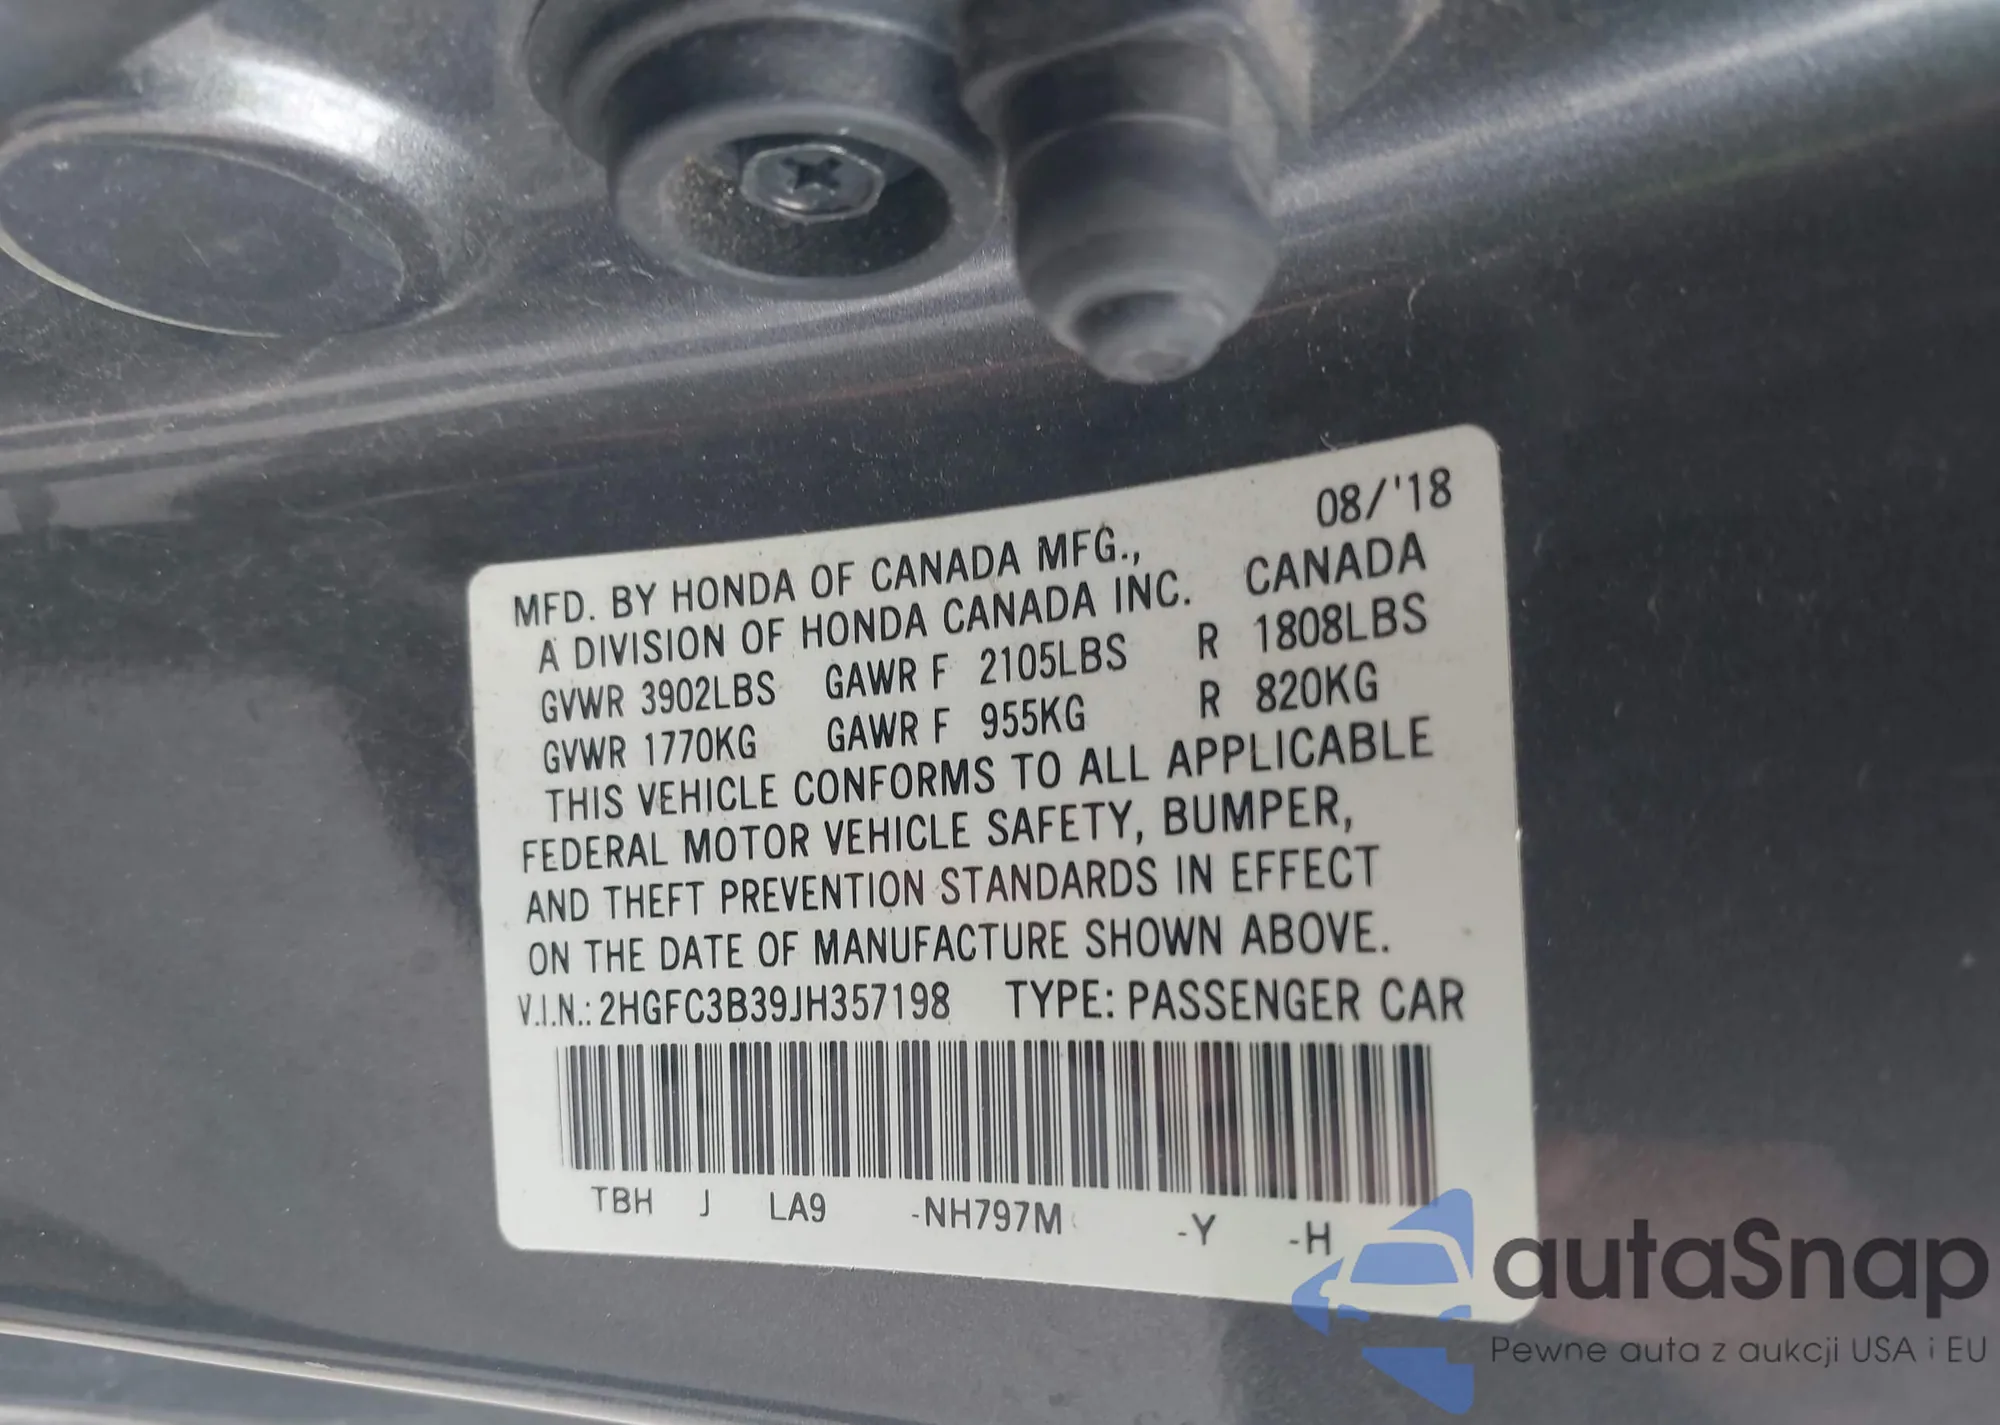 08/'18
MFD. BY HONDA OF CANADA MFG.,
A DIVISION OF HONDA CANADA INC. CANADA
GVWR 3902LBS GAWR F 2105LBS R 1808LBS
GVWR 1770KG GAWR F 955KG R 820KG
THIS VEHICLE CONFORMS TO ALL APPLICABLE
FEDERAL MOTOR VEHICLE SAFETY, BUMPER,
AND THEFT PREVENTION STANDARDS IN EFFECT
ON THE DATE OF MANUFACTURE SHOWN ABOVE.
V.I.N.: 2HGFC3B39JH357198 TYPE: PASSENGER CAR
TBH J LA9 -NH797M -Y -H
autaSnap
Pewne auta z aukcji USA i EU